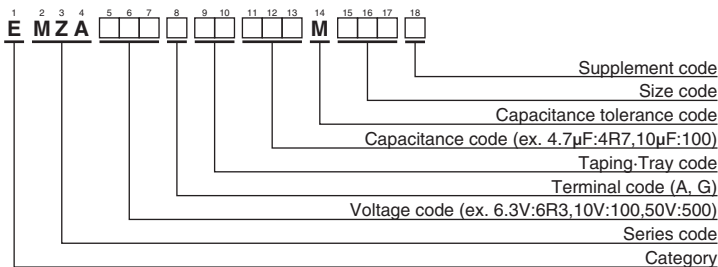 1 2 3 4 5 6 7 8 9 10 11 12 13 14 15 16 17 18
E MZA M
Supplement code
Size code
Capacitance tolerance code
Capacitance code (ex. 4.7µF:4R7,10µF:100)
Taping·Tray code
Terminal code (A, G)
Voltage code (ex. 6.3V:6R3,10V:100,50V:500)
Series code
Category